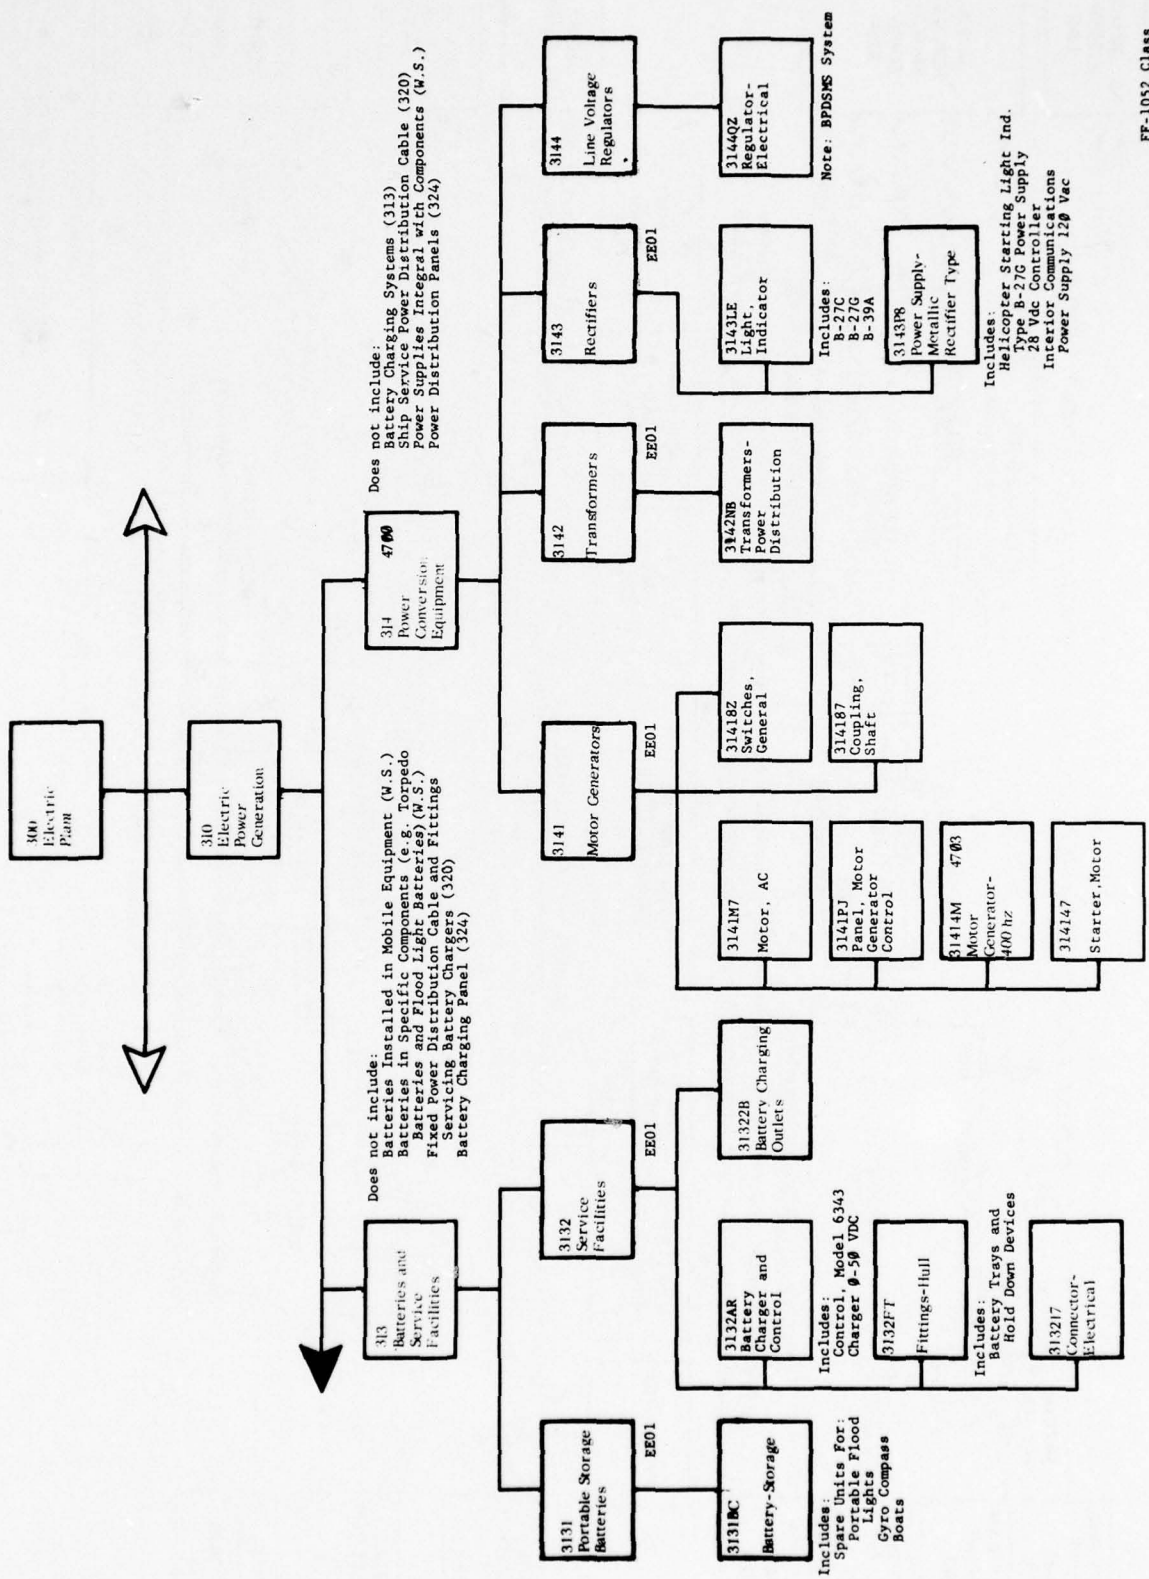 300
Electric
Plant
310
Electric
Power
Generation
313
Batteries and
Service
Facilities
Does not include:
Batteries Installed in Mobile Equipment (W.S.)
Batteries in Specific Components (e.g. Torpedo
Batteries and Flood Light Batteries)(W.S.)
Fixed Power Distribution Cable and Fittings
Servicing Battery Chargers (320)
Battery Charging Panel (324)
314 4700
Power
Conversion
Equipment
Does not include:
Battery Charging Systems (313)
Ship Service Power Distribution Cable (320)
Power Supplies Integral with Components (W.S.)
Power Distribution Panels (324)
3131
Portable Storage
Batteries
EE01
3132
Service
Facilities
EE01
3141
Motor Generators
EE01
3142
Transformers
EE01
3143
Rectifiers
EE01
3144
Line Voltage
Regulators
3131BC
Battery-Storage
Includes:
Spare Units For:
Portable Flood
Lights
Gyro Compass
Boats
3132AR
Battery
Charger and
Control
Includes:
Control, Model 6343
Charger 0-50 VDC
3132FT
Fittings-Hull
Includes:
Battery Trays and
Hold Down Devices
313217
Connector-
Electrical
31322B
Battery Charging
Outlets
3141M7
Motor, AC
3141PJ
Panel, Motor
Generator
Control
31414M 4703
Motor
Generator-
400 hz
314147
Starter,Motor
31418Z
Switches,
General
314187
Coupling,
Shaft
3142NB
Transformers-
Power
Distribution
3143LE
Light,
Indicator
Includes:
B-27C
B-27G
B-39A
3143P8
Power Supply-
Metallic
Rectifier Type
Includes:
Helicopter Starting Light Ind.
Type B-27G Power Supply
28 Vdc Controller
Interior Communications
Power Supply 120 Vac
3144QZ
Regulator-
Electrical
Note: BPDSMS System
FF-1052 Class